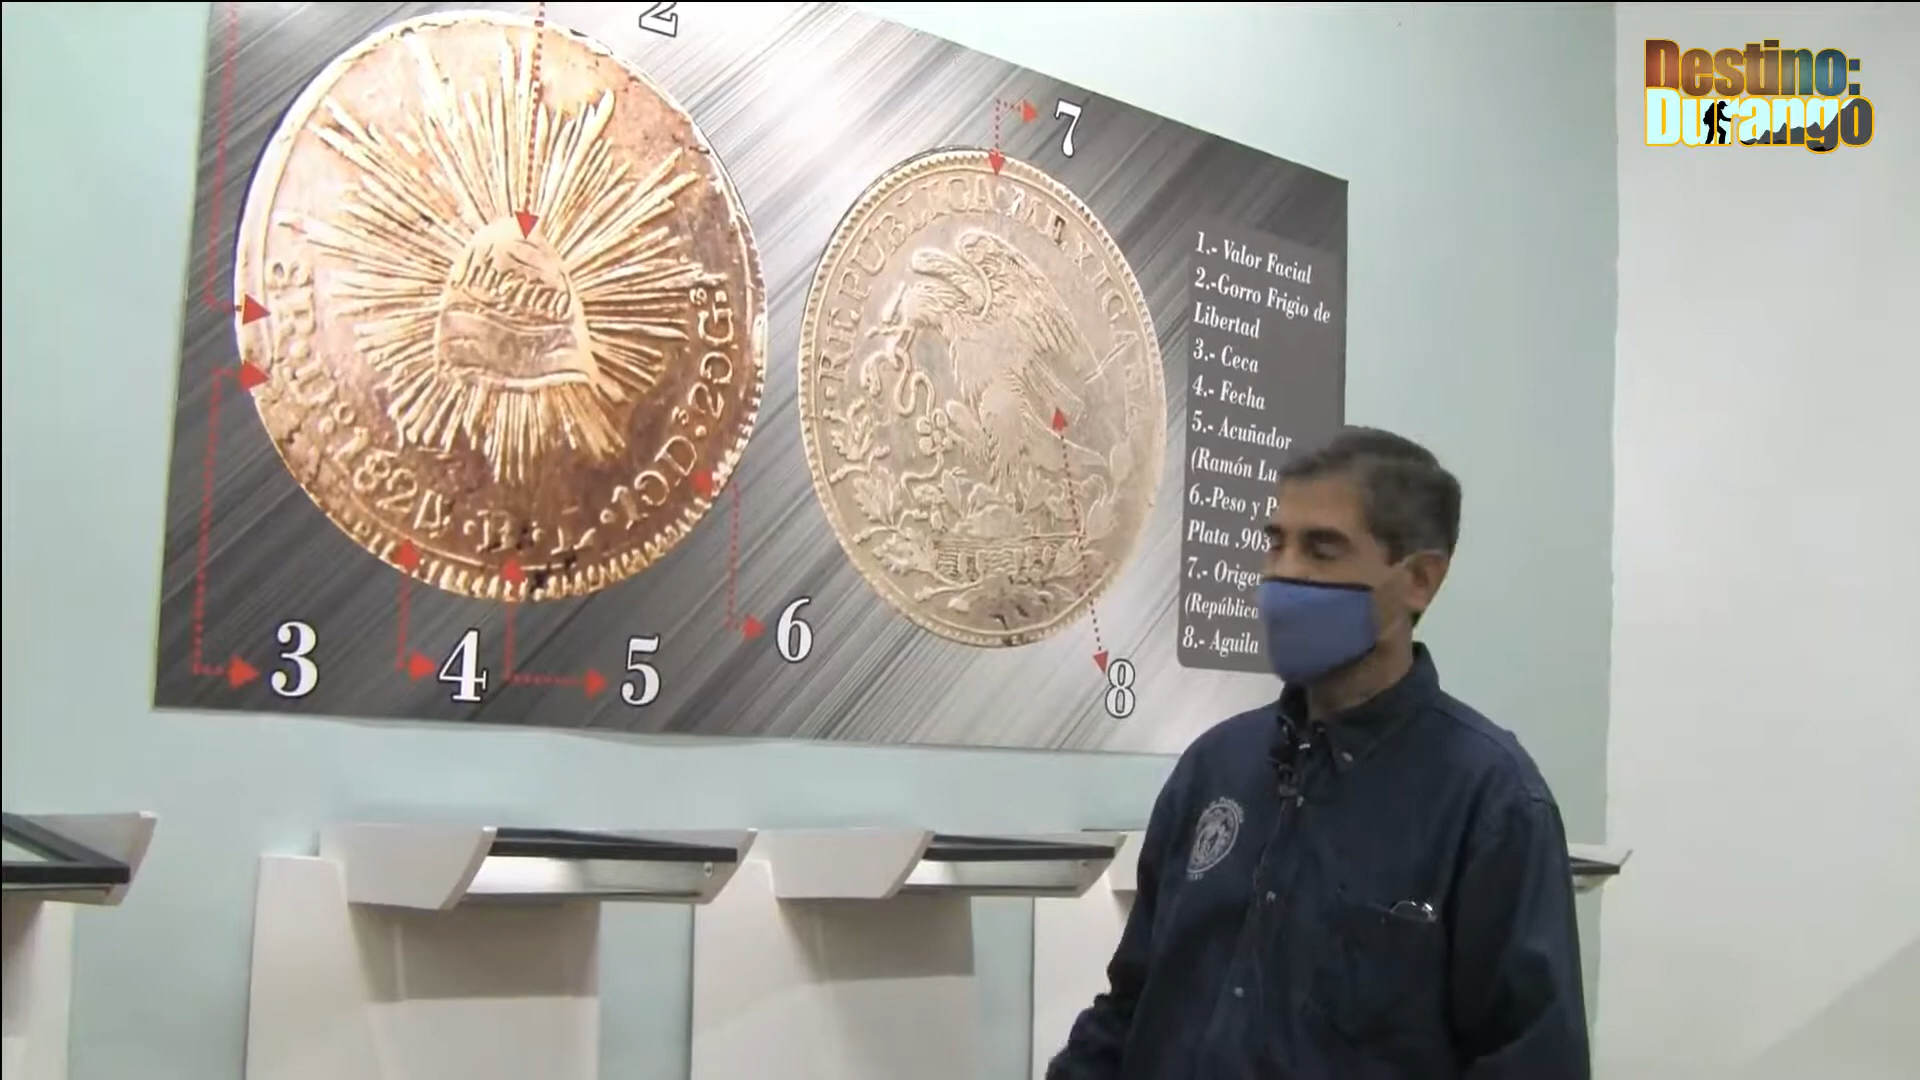 Destino:
Durango
2
7
REPUBLICA MEXICANA
Libertad
8R. D. 1824 . R. L. 10D.s 20G.s
1.- Valor Facial
2.-Gorro Frigio de
Libertad
3.- Ceca
4.- Fecha
5.- Acuñador
(Ramón Lu
6.-Peso y P
Plata .903
7.- Orige
(Repúblic
8.- Aguila
3
4
5
6
8